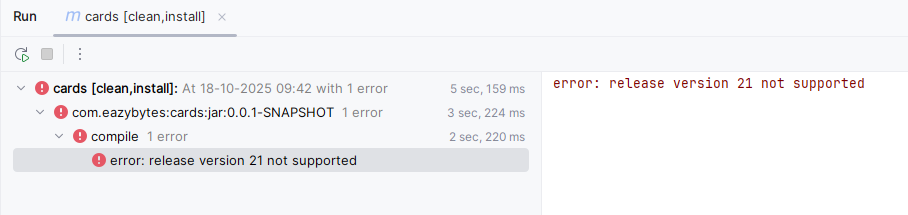 Run
cards [clean,install]
cards [clean,install]: At 18-10-2025 09:42 with 1 error 5 sec, 159 ms
com.eazybytes:cards:jar:0.0.1-SNAPSHOT 1 error 3 sec, 224 ms
compile 1 error 2 sec, 220 ms
error: release version 21 not supported
error: release version 21 not supported